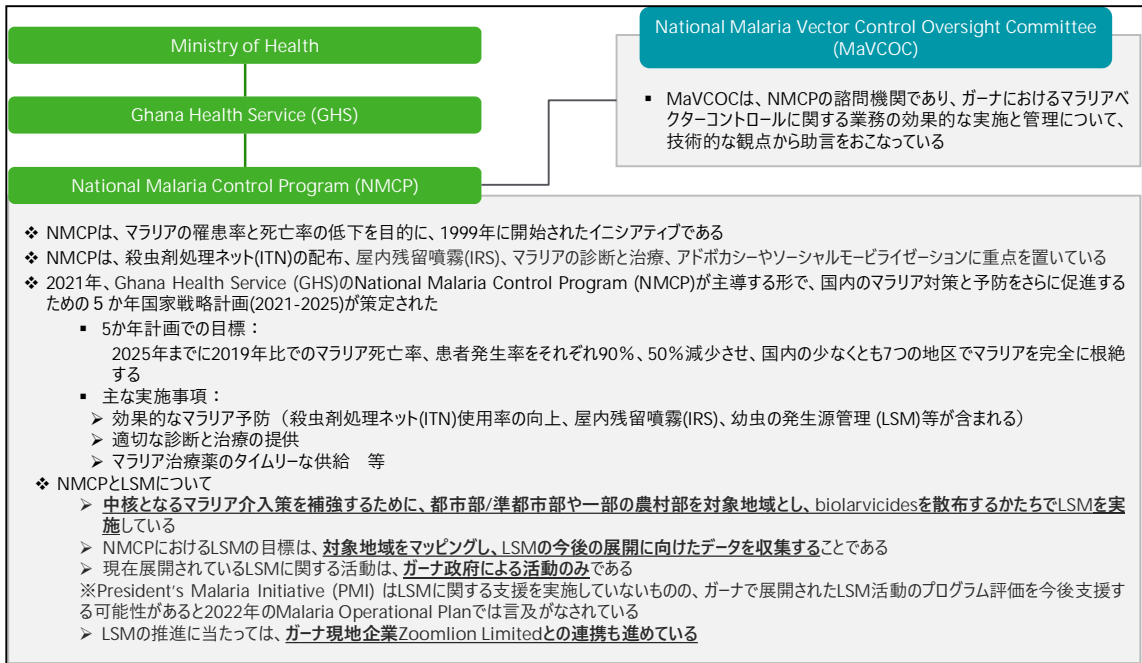 Ministry of Health
National Malaria Vector Control Oversight Committee
(MaVCOC)
Ghana Health Service (GHS)
▪ MaVCOCは、NMCPの諮問機関であり、ガーナにおけるマラリアベ
クターコントロールに関する業務の効果的な実施と管理について、
技術的な観点から助言をおこなっている
National Malaria Control Program (NMCP)
❖ NMCPは、マラリアの罹患率と死亡率の低下を目的に、1999年に開始されたイニシアティブである
❖ NMCPは、殺虫剤処理ネット(ITN)の配布、屋内残留噴霧(IRS)、マラリアの診断と治療、アドボカシーやソーシャルモービライゼーションに重点を置いている
❖ 2021年、Ghana Health Service (GHS)のNational Malaria Control Program (NMCP)が主導する形で、国内のマラリア対策と予防をさらに促進する
ための５か年国家戦略計画(2021-2025)が策定された
▪ 5か年計画での目標：
2025年までに2019年比でのマラリア死亡率、患者発生率をそれぞれ90％、50％減少させ、国内の少なくとも7つの地区でマラリアを完全に根絶
する
▪ 主な実施事項：
➢ 効果的なマラリア予防（殺虫剤処理ネット(ITN)使用率の向上、屋内残留噴霧(IRS)、幼虫の発生源管理 (LSM)等が含まれる）
➢ 適切な診断と治療の提供
➢ マラリア治療薬のタイムリーな供給　等
❖ NMCPとLSMについて
➢ 中核となるマラリア介入策を補強するために、都市部/準都市部や一部の農村部を対象地域とし、biolarvicidesを散布するかたちでLSMを実
施している
➢ NMCPにおけるLSMの目標は、対象地域をマッピングし、LSMの今後の展開に向けたデータを収集することである
➢ 現在展開されているLSMに関する活動は、ガーナ政府による活動のみである
※President's Malaria Initiative (PMI) はLSMに関する支援を実施していないものの、ガーナで展開されたLSM活動のプログラム評価を今後支援す
る可能性があると2022年のMalaria Operational Planでは言及がなされている
➢ LSMの推進に当たっては、ガーナ現地企業Zoomlion Limitedとの連携も進めている